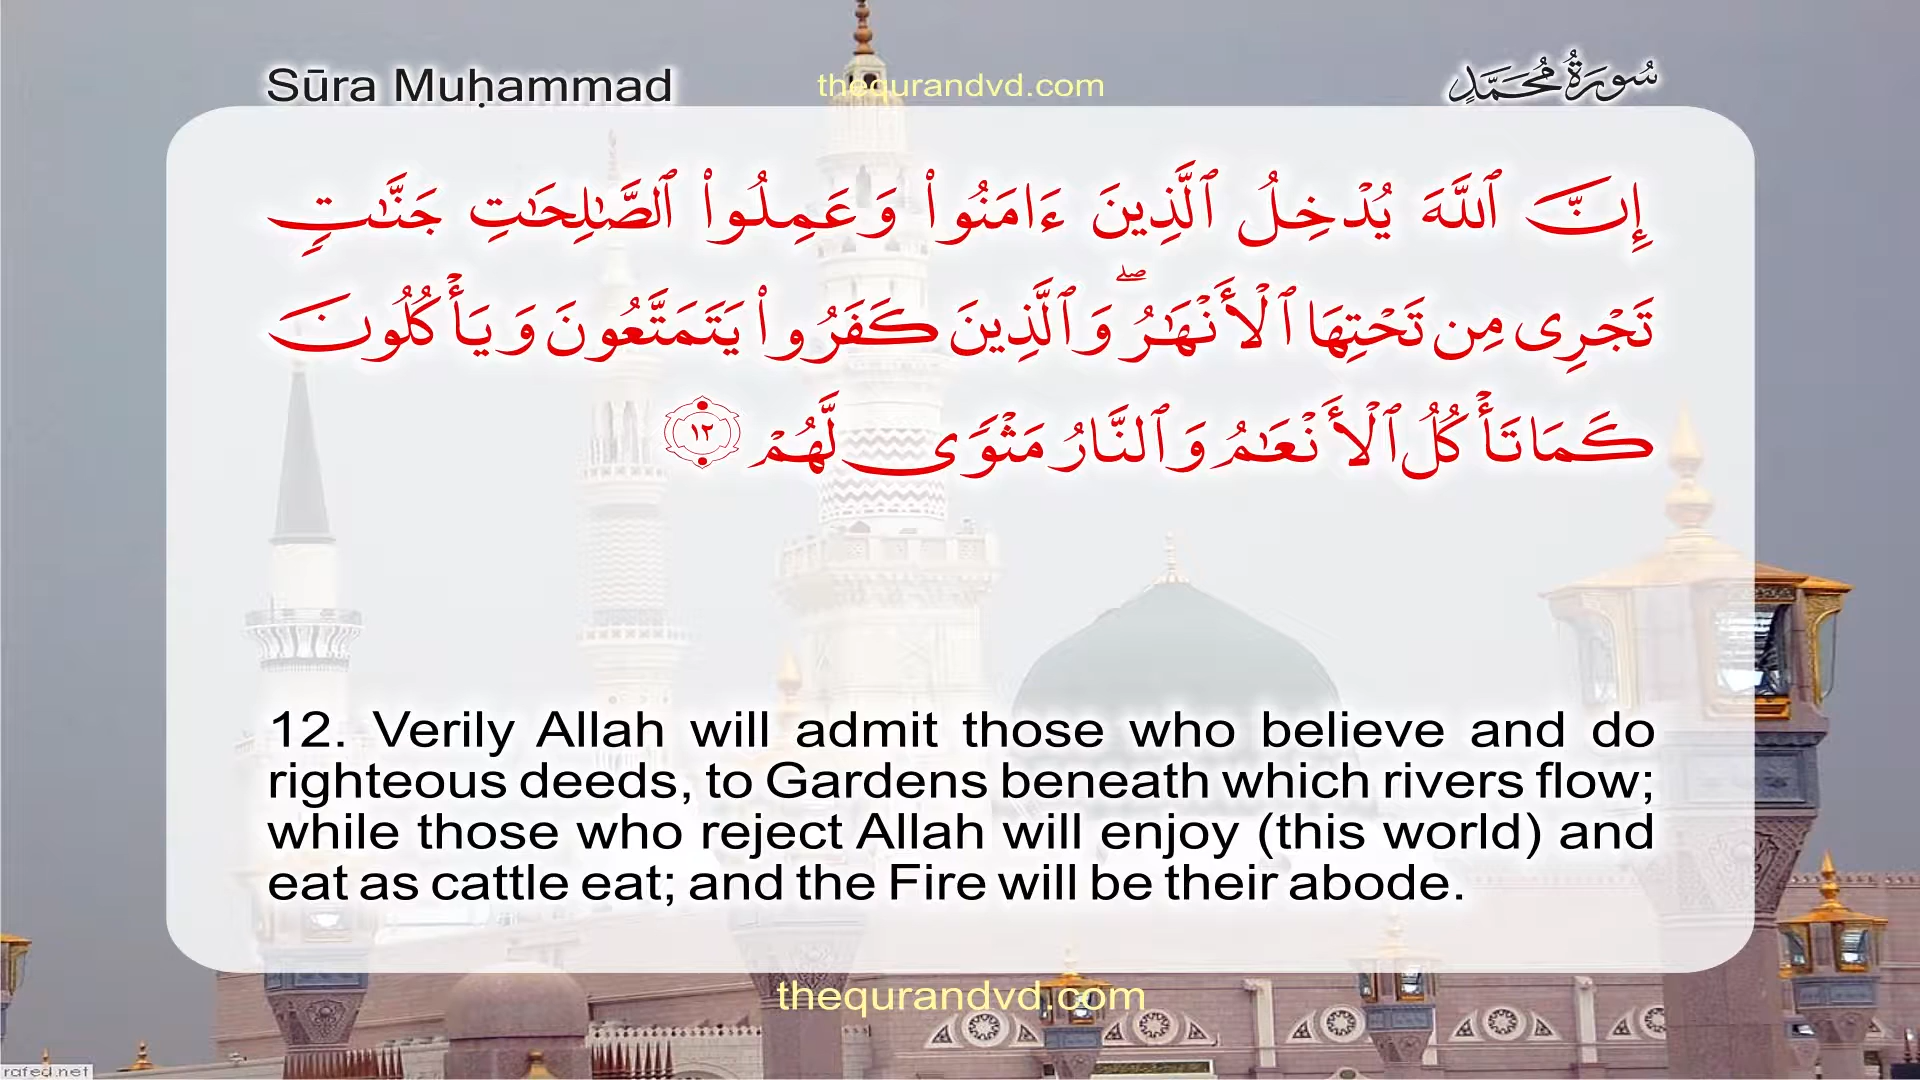 Sūra Muḥammad
thequrandvd.com
سُورَةُ مُحَمَّدٍ
إِنَّ ٱللَّهَ يُدْخِلُ ٱلَّذِينَ ءَامَنُوا۟ وَعَمِلُوا۟ ٱلصَّـٰلِحَـٰتِ جَنَّـٰتٍ
تَجْرِى مِن تَحْتِهَا ٱلْأَنْهَـٰرُ ۖ وَٱلَّذِينَ كَفَرُوا۟ يَتَمَتَّعُونَ وَيَأْكُلُونَ
كَمَا تَأْكُلُ ٱلْأَنْعَـٰمُ وَٱلنَّارُ مَثْوًى لَّهُمْ ١٢
12. Verily Allah will admit those who believe and do
righteous deeds, to Gardens beneath which rivers flow;
while those who reject Allah will enjoy (this world) and
eat as cattle eat; and the Fire will be their abode.
thequrandvd.com
rafed.net